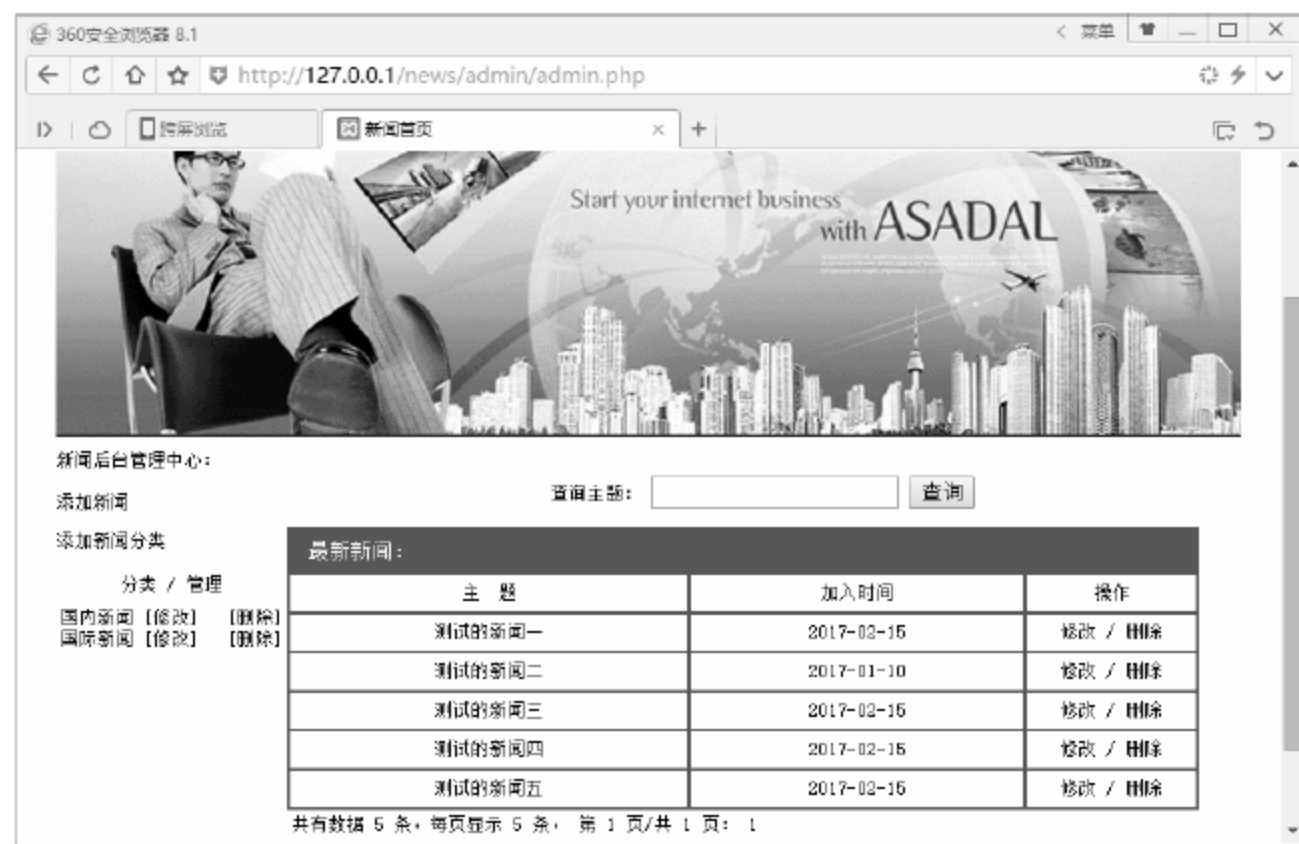 360安全浏览器 8.1
菜单
http://127.0.0.1/news/admin/admin.php
跨屏浏览
新闻首页
Start your internet business
with ASADAL
新闻后台管理中心:
查询主题:
查询
添加新闻
添加新闻分类
最新新闻:
分类 / 管理
主 题 加入时间 操作
国内新闻 [修改] [删除]
国际新闻 [修改] [删除]
测试的新闻一 2017-02-15 修改 / 删除
测试的新闻二 2017-01-10 修改 / 删除
测试的新闻三 2017-02-15 修改 / 删除
测试的新闻四 2017-02-15 修改 / 删除
测试的新闻五 2017-02-15 修改 / 删除
共有数据 5 条,每页显示 5 条, 第 1 页/共 1 页: 1